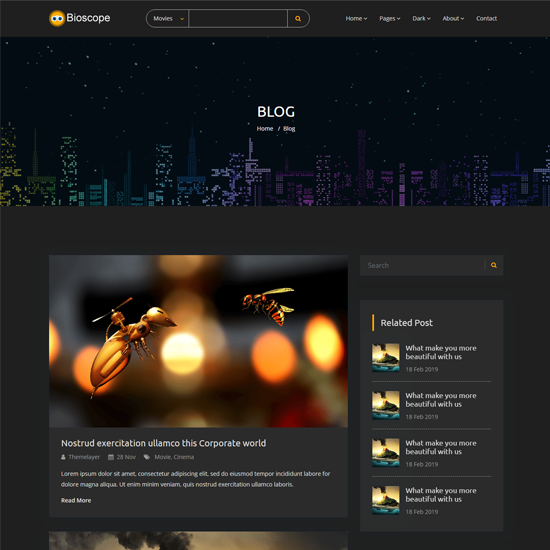 Bioscope
Movies
Home
Pages
Dark
About
Contact
BLOG
Home / Blog
Search
Nostrud exercitation ullamco this Corporate world
Themelayer 28 Nov Movie, Cinema
Lorem ipsum dolor sit amet, consectetur adipiscing elit, sed do eiusmod tempor incididunt labore for
dolore magna aliqua. Ut enim minim veniam, quis nostrud exercitation ullamco laboris.
Read More
Related Post
What make you more
beautiful with us
18 Feb 2019
What make you more
beautiful with us
18 Feb 2019
What make you more
beautiful with us
18 Feb 2019
What make you more
beautiful with us
18 Feb 2019